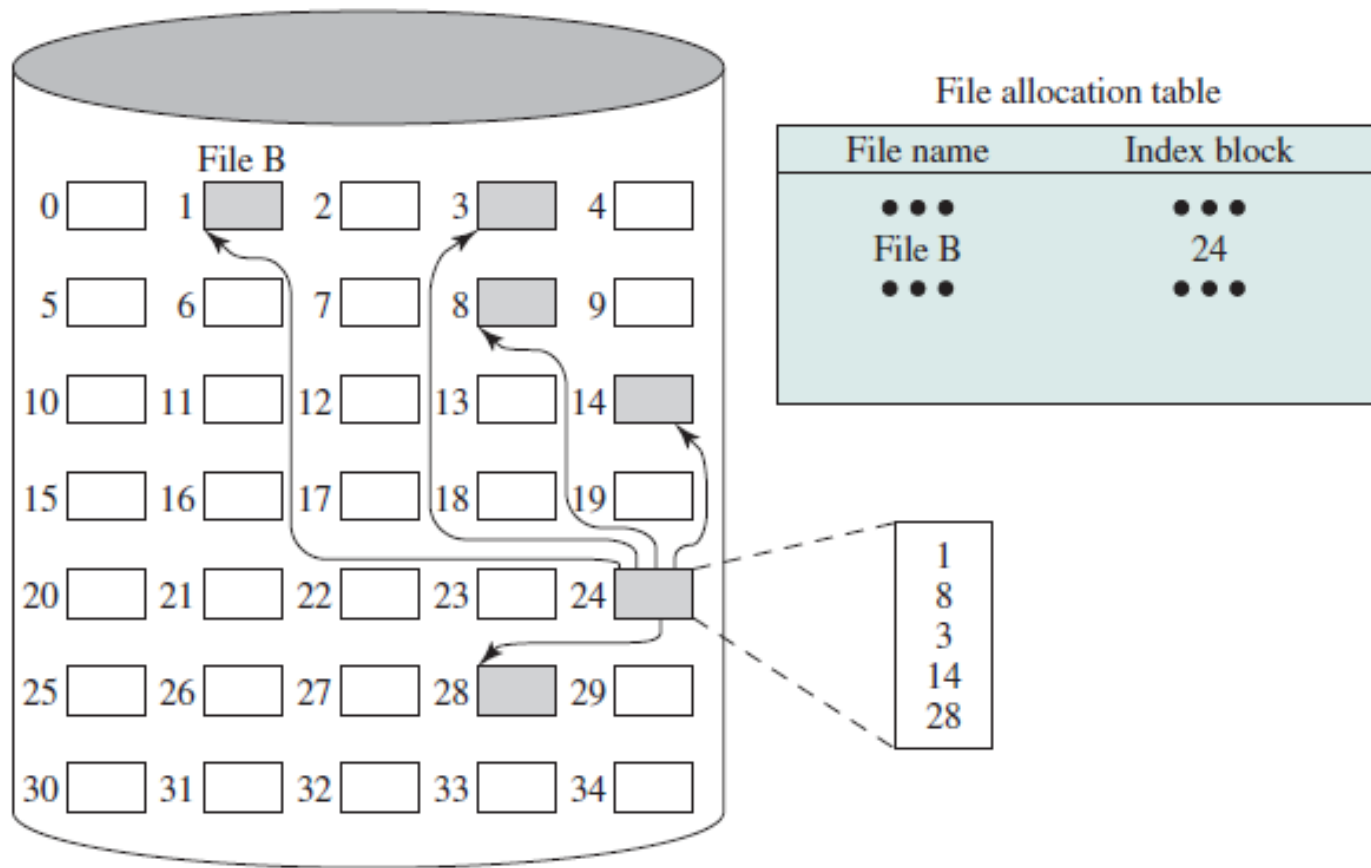 File B
0 1 2 3 4
5 6 7 8 9
10 11 12 13 14
15 16 17 18 19
20 21 22 23 24
25 26 27 28 29
30 31 32 33 34
File allocation table
File name Index block
••• •••
File B 24
••• •••
1
8
3
14
28